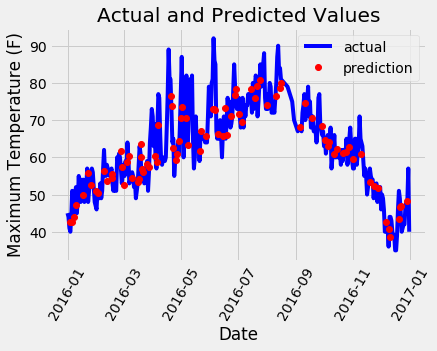 Actual and Predicted Values
actual
prediction
Maximum Temperature (F)
90
80
70
60
50
40
2016-01
2016-03
2016-05
2016-07
2016-09
2016-11
2017-01
Date